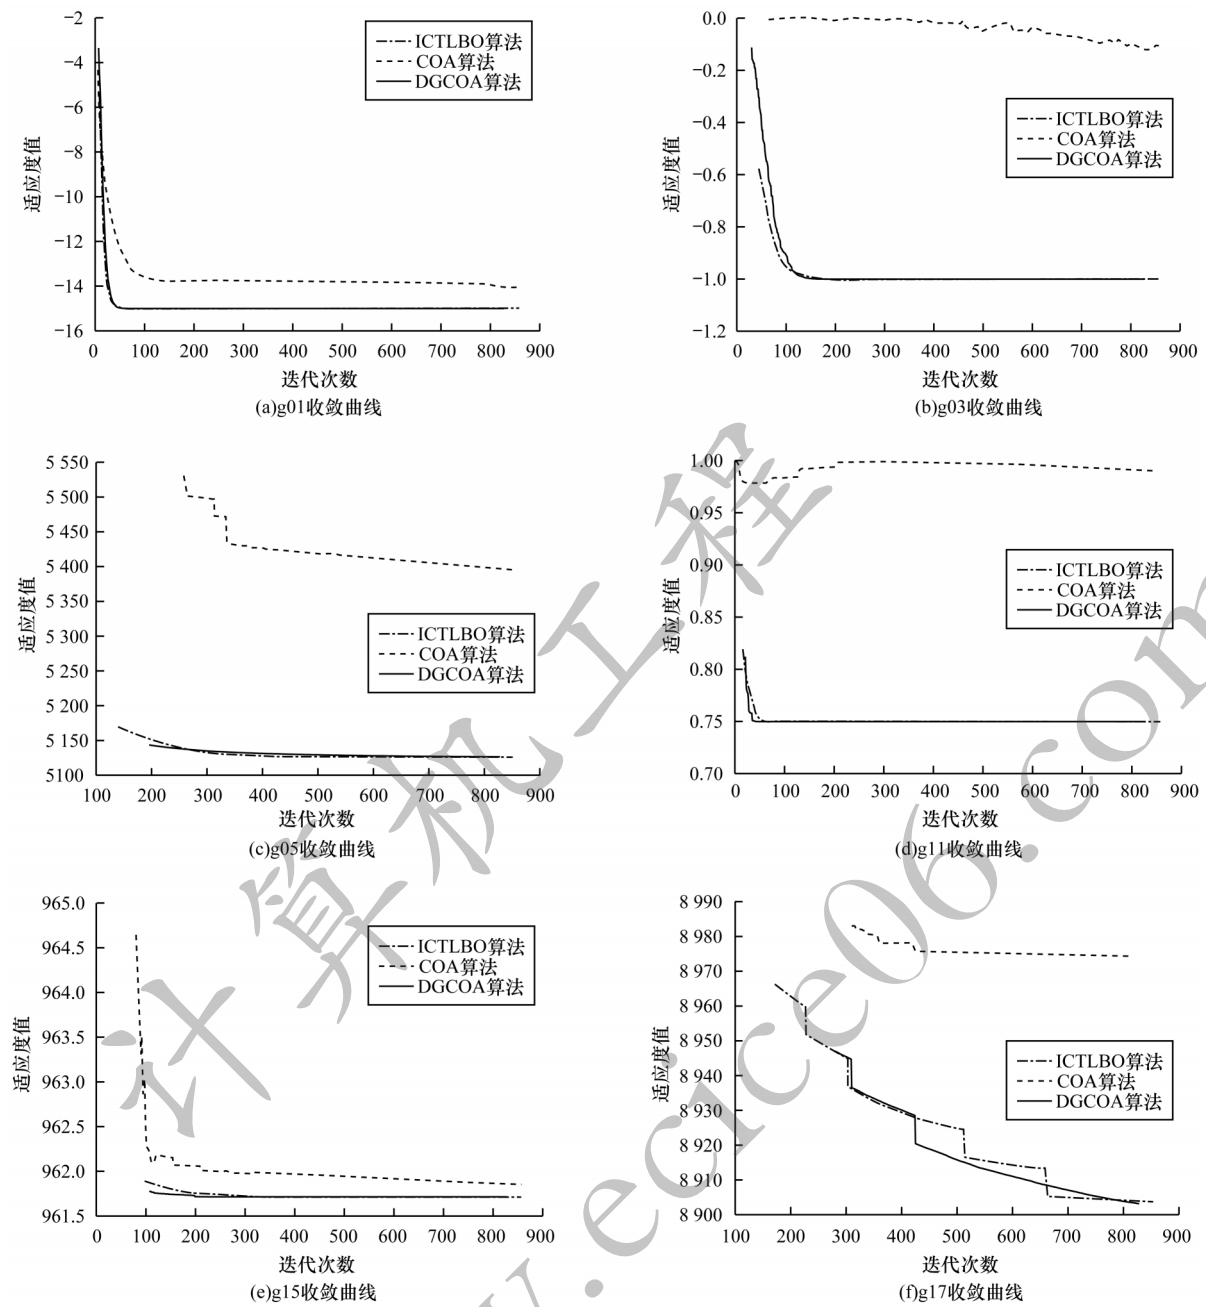 −2
−4
−6
−8
−10
−12
−14
−16
适应度值
ICTLBO算法
COA算法
DGCOA算法
0 100 200 300 400 500 600 700 800 900
迭代次数
(a)g01收敛曲线
0.0
−0.2
−0.4
−0.6
−0.8
−1.0
−1.2
适应度值
ICTLBO算法
COA算法
DGCOA算法
0 100 200 300 400 500 600 700 800 900
迭代次数
(b)g03收敛曲线
5 550
5 500
5 450
5 400
5 350
5 300
5 250
5 200
5 150
5100
适应度值
ICTLBO算法
COA算法
DGCOA算法
100 200 300 400 500 600 700 800 900
迭代次数
(c)g05收敛曲线
1.00
0.95
0.90
0.85
0.80
0.75
0.70
适应度值
ICTLBO算法
COA算法
DGCOA算法
0 100 200 300 400 500 600 700 800 900
迭代次数
(d)g11收敛曲线
965.0
964.5
964.0
963.5
963.0
962.5
962.0
961.5
适应度值
ICTLBO算法
COA算法
DGCOA算法
0 100 200 300 400 500 600 700 800 900
迭代次数
(e)g15收敛曲线
8 990
8 980
8 970
8 960
8 950
8 940
8 930
8 920
8 910
8 900
适应度值
ICTLBO算法
COA算法
DGCOA算法
100 200 300 400 500 600 700 800 900
迭代次数
(f)g17收敛曲线
计算机工程
w.ecice06.com